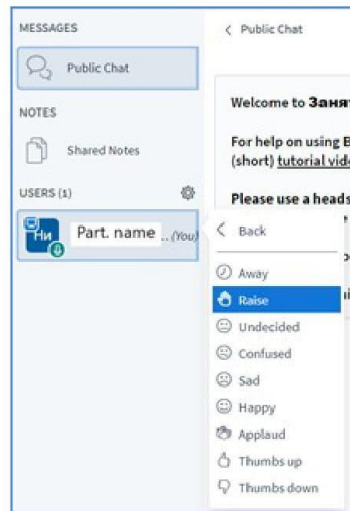 MESSAGES
Public Chat
NOTES
Shared Notes
USERS (1)
Ни
Part. name .. (You)
Public Chat
Welcome to Заня
For help on using B
(short) tutorial vide
Please use a heads
Back
Away
Raise
Undecided
Confused
Sad
Happy
Applaud
Thumbs up
Thumbs down